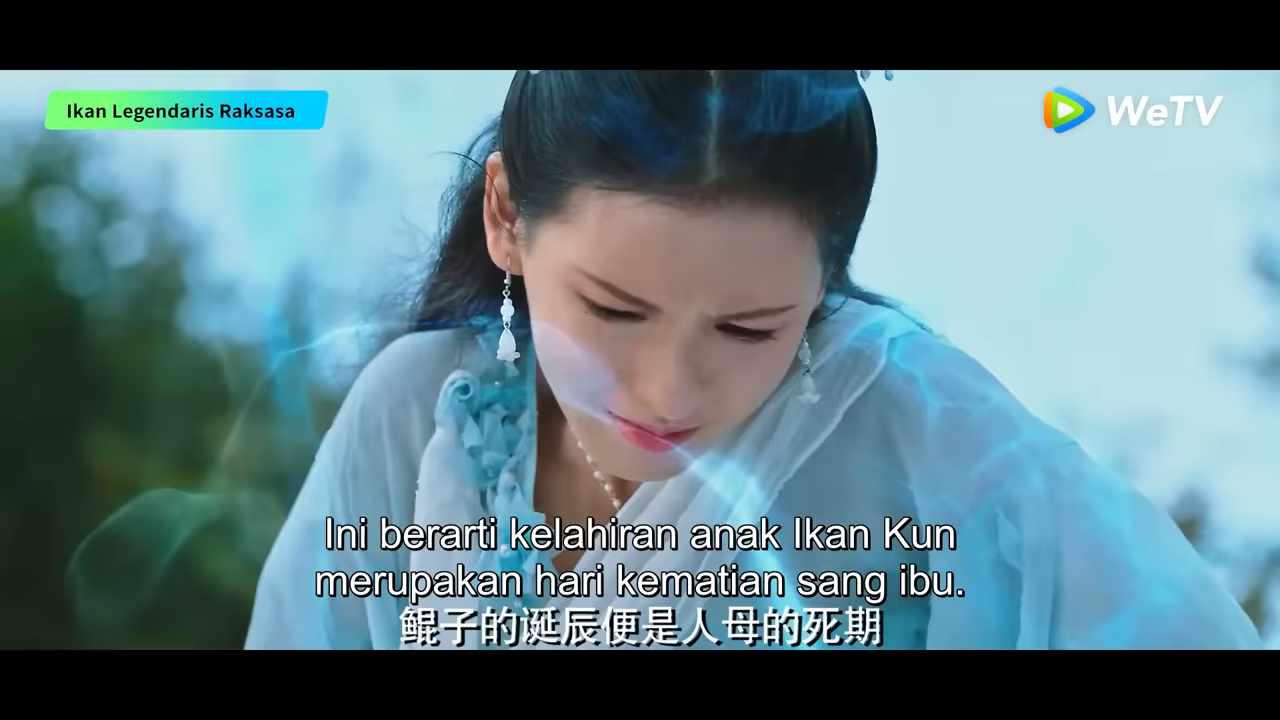 Ikan Legendaris Raksasa
WeTV
Ini berarti kelahiran anak Ikan Kun
merupakan hari kematian sang ibu.
鲲子的诞辰便是人母的死期